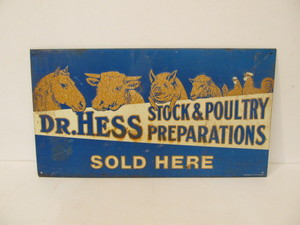 DR. HESS STOCK & POULTRY
PREPARATIONS
SOLD HERE